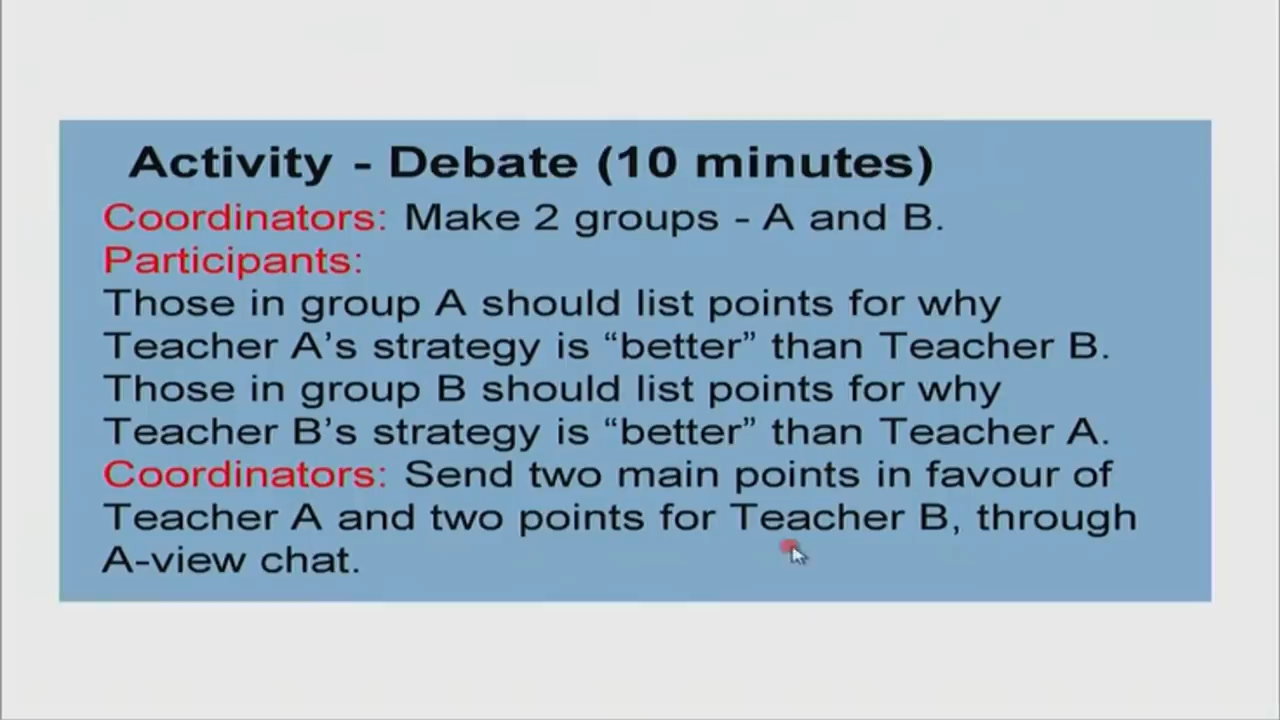 Activity - Debate (10 minutes)
Coordinators: Make 2 groups - A and B.
Participants:
Those in group A should list points for why
Teacher A’s strategy is “better” than Teacher B.
Those in group B should list points for why
Teacher B’s strategy is “better” than Teacher A.
Coordinators: Send two main points in favour of
Teacher A and two points for Teacher B, through
A-view chat.